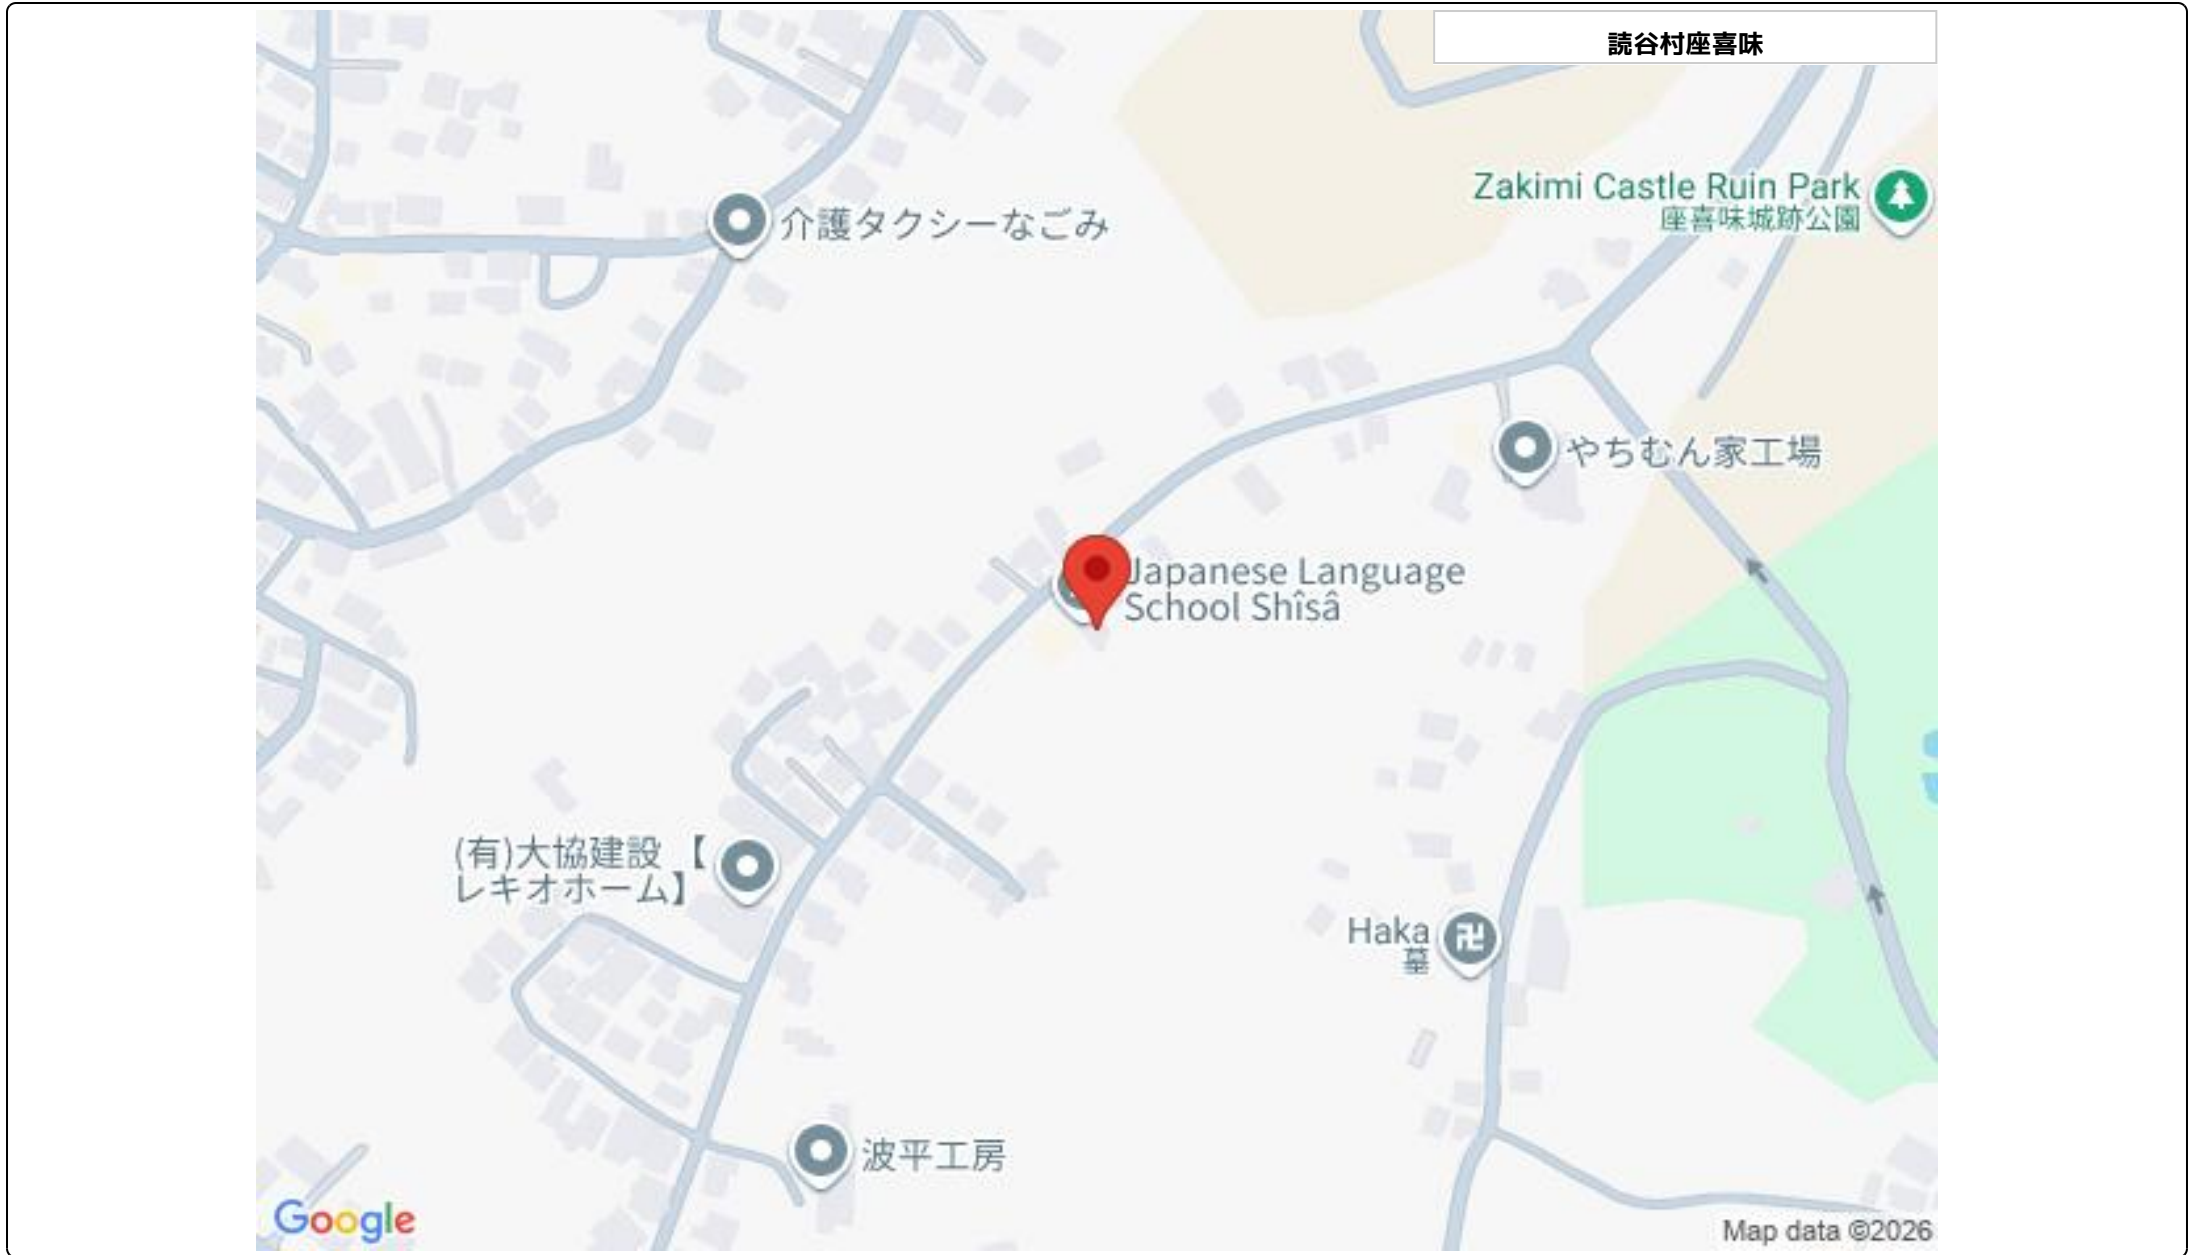 読谷村座喜味
Zakimi Castle Ruin Park
座喜味城跡公園
介護タクシーなごみ
やちむん家工場
Japanese Language
School Shîsâ
(有)大協建設 【
レキオホーム】
Haka
墓
波平工房
Google
Map data ©2026